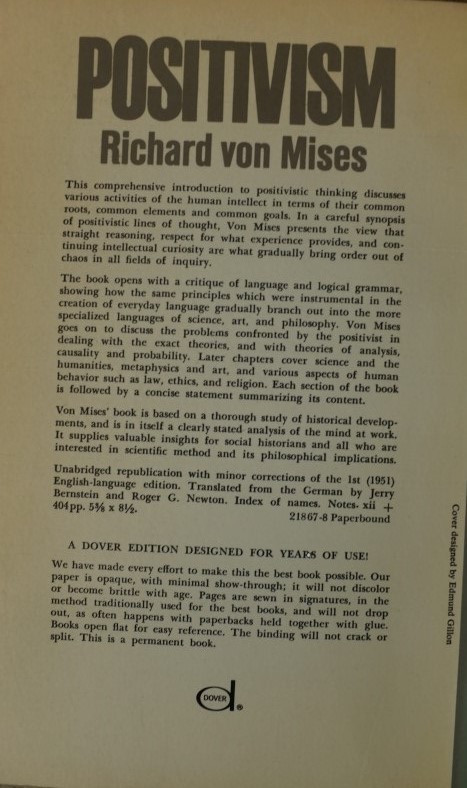 POSITIVISM
Richard von Mises
This comprehensive introduction to positivistic thinking discusses
various activities of the human intellect in terms of their common
roots, common elements and common goals. In a careful synopsis
of positivistic lines of thought, Von Mises presents the view that
straight reasoning, respect for what experience provides, and con-
tinuing intellectual curiosity are what gradually bring order out of
chaos in all fields of inquiry.
The book opens with a critique of language and logical grammar,
showing how the same principles which were instrumental in the
creation of everyday language gradually branch out into the more
specialized languages of science, art, and philosophy. Von Mises
goes on to discuss the problems confronted by the positivist in
dealing with the exact theories, and with theories of analysis,
causality and probability. Later chapters cover science and the
humanities, metaphysics and art, and various aspects of human
behavior such as law, ethics, and religion. Each section of the book
is followed by a concise statement summarizing its content.
Von Mises' book is based on a thorough study of historical develop-
ments, and is in itself a clearly stated analysis of the mind at work.
It supplies valuable insights for social historians and all who are
interested in scientific method and its philosophical implications.
Unabridged republication with minor corrections of the 1st (1951)
English-language edition. Translated from the German by Jerry
Bernstein and Roger G. Newton. Index of names. Notes. xii +
404pp. 5⅜ x 8½. 21867-8 Paperbound
A DOVER EDITION DESIGNED FOR YEARS OF USE!
We have made every effort to make this the best book possible. Our
paper is opaque, with minimal show-through; it will not discolor
or become brittle with age. Pages are sewn in signatures, in the
method traditionally used for the best books, and will not drop
out, as often happens with paperbacks held together with glue.
Books open flat for easy reference. The binding will not crack or
split. This is a permanent book.
DOVER ®
Cover designed by Edmund Gillon